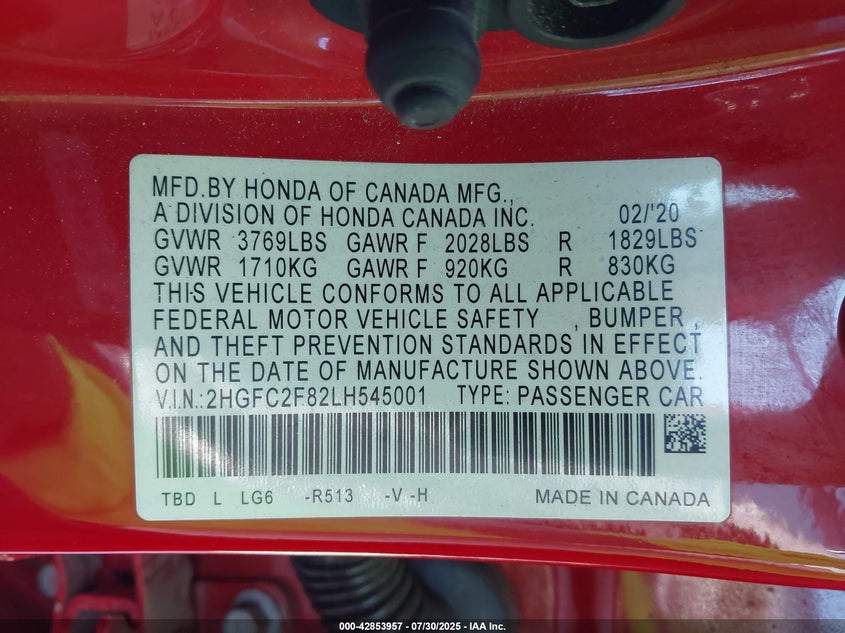 MFD.BY HONDA OF CANADA MFG.,
A DIVISION OF HONDA CANADA INC. 02/'20
GVWR 3769LBS GAWR F 2028LBS R 1829LBS
GVWR 1710KG GAWR F 920KG R 830KG
THIS VEHICLE CONFORMS TO ALL APPLICABLE
FEDERAL MOTOR VEHICLE SAFETY , BUMPER ,
AND THEFT PREVENTION STANDARDS IN EFFECT
ON THE DATE OF MANUFACTURE SHOWN ABOVE.
V.I.N.:2HGFC2F82LH545001 TYPE: PASSENGER CAR
TBD L LG6 -R513 -V -H MADE IN CANADA
000-42853957 / 07/30/2025 - IAA Inc.